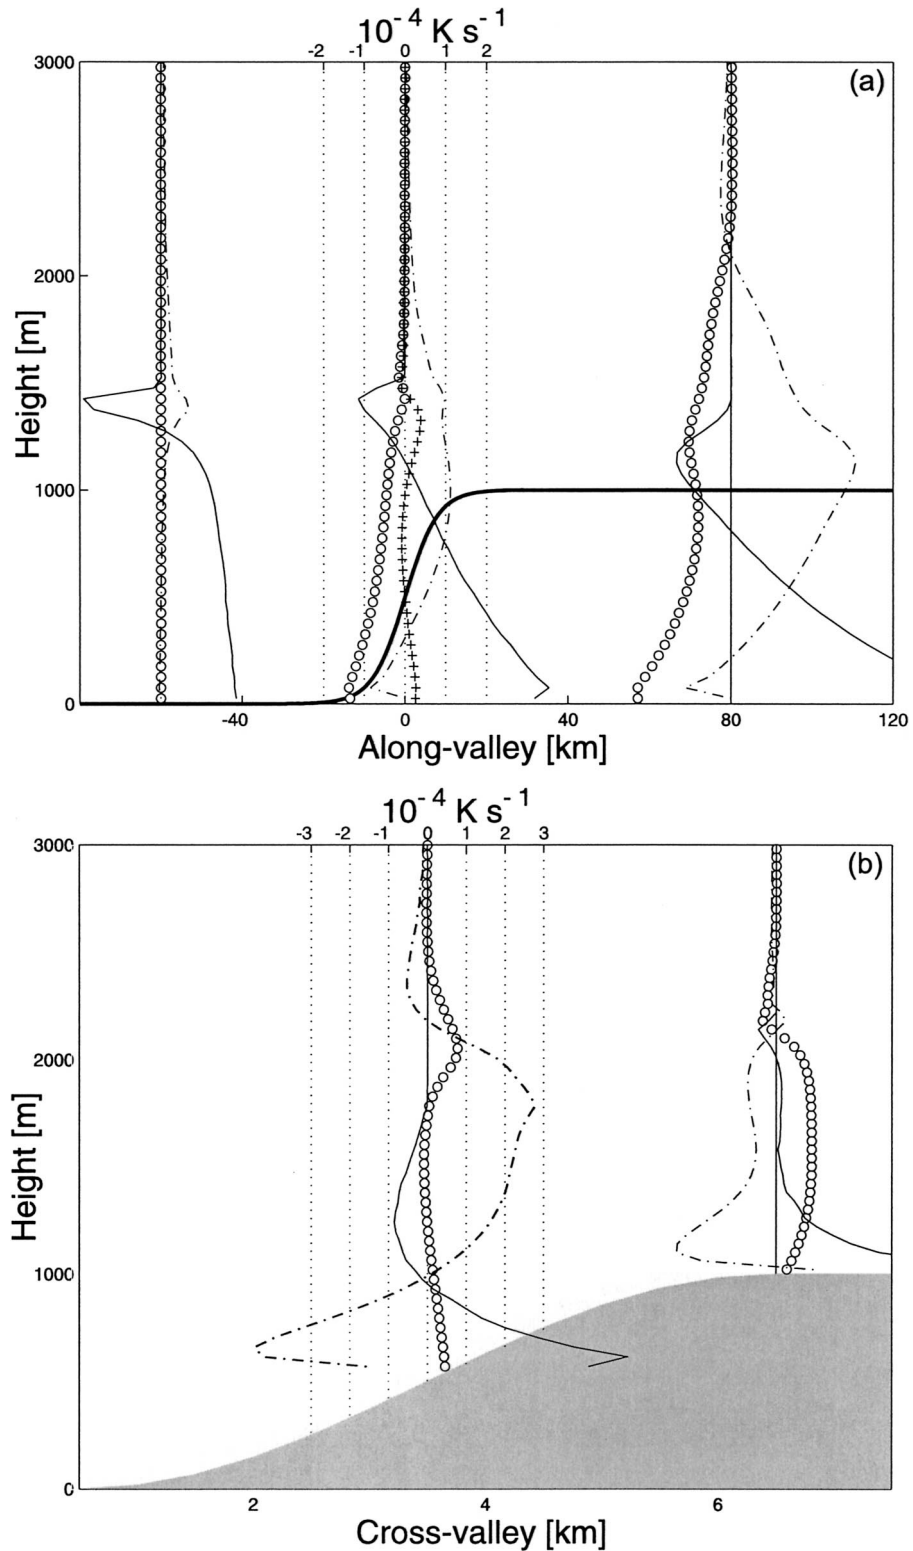 10⁻⁴ K s⁻¹
-2 -1 0 1 2
(a)
3000
2000
1000
0
Height [m]
-40 0 40 80 120
Along-valley [km]
10⁻⁴ K s⁻¹
-3 -2 -1 0 1 2 3
(b)
3000
2000
1000
0
Height [m]
2 4 6
Cross-valley [km]